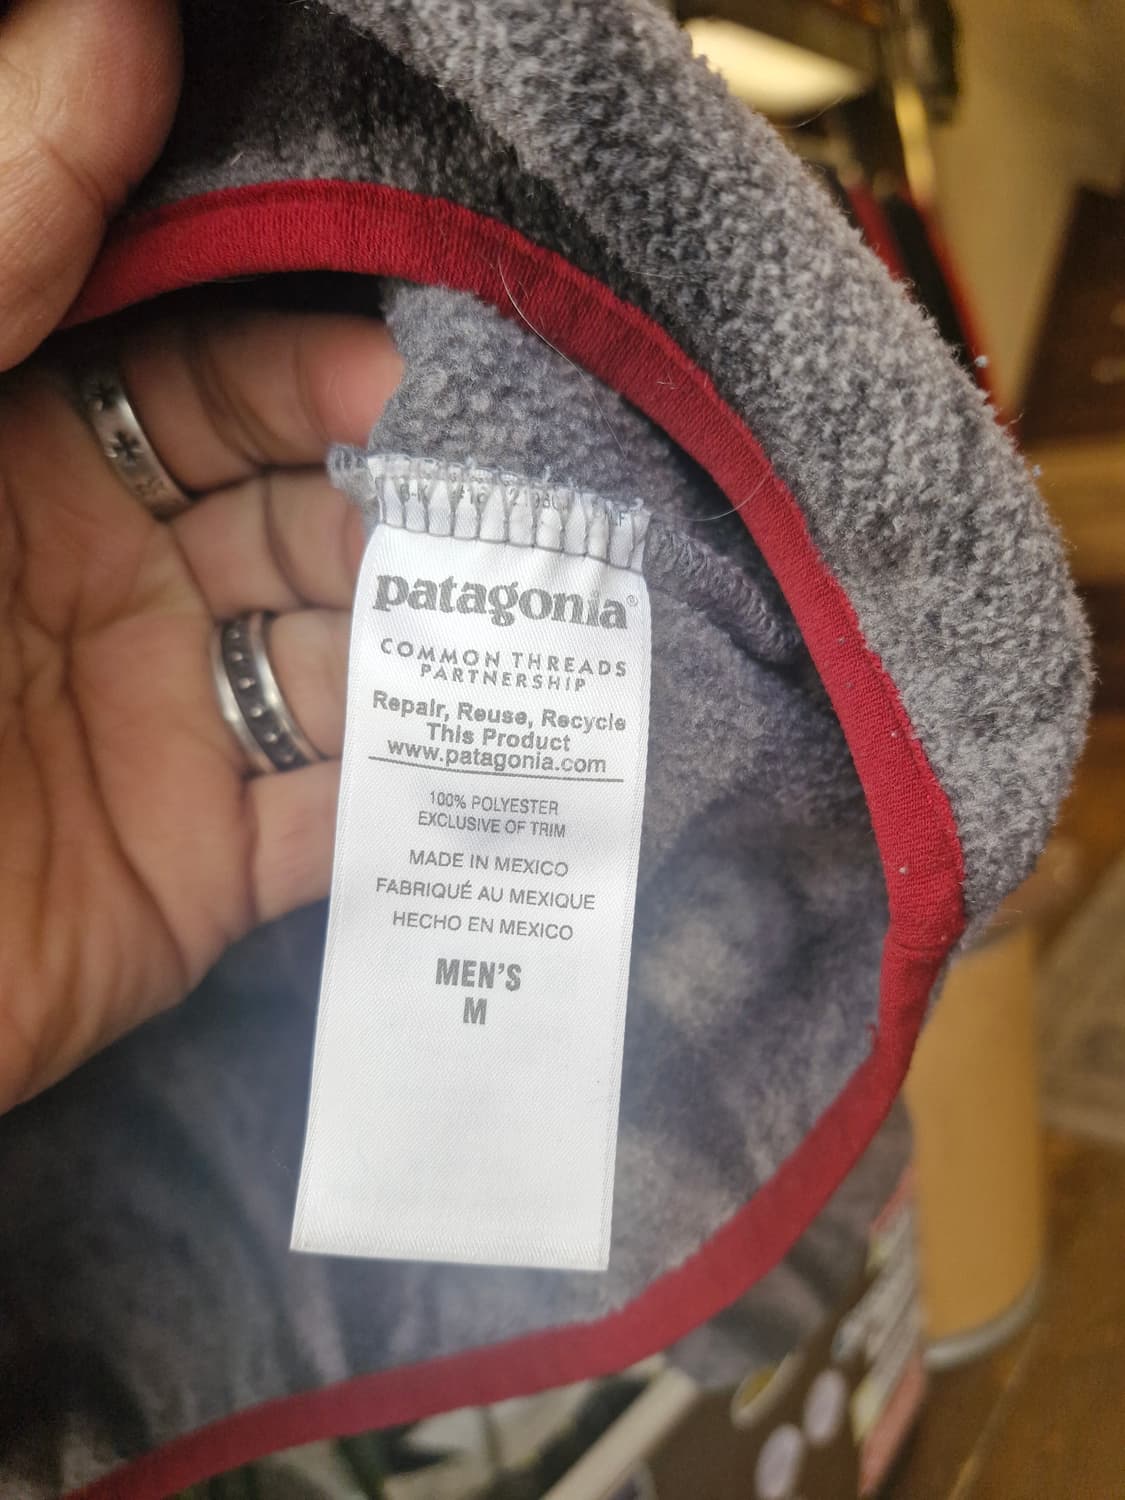 patagonia®
COMMON THREADS
PARTNERSHIP
Repair, Reuse, Recycle
This Product
www.patagonia.com
100% POLYESTER
EXCLUSIVE OF TRIM
MADE IN MEXICO
FABRIQUÉ AU MEXIQUE
HECHO EN MEXICO
MEN'S
M